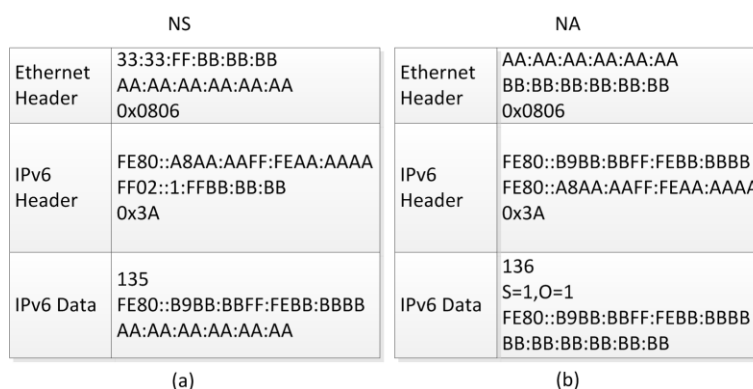 NS
Ethernet Header
33:33:FF:BB:BB:BB
AA:AA:AA:AA:AA:AA
0x0806
IPv6 Header
FE80::A8AA:AAFF:FEAA:AAAA
FF02::1:FFBB:BB:BB
0x3A
IPv6 Data
135
FE80::B9BB:BBFF:FEBB:BBBB
AA:AA:AA:AA:AA:AA
(a)
NA
Ethernet Header
AA:AA:AA:AA:AA:AA
BB:BB:BB:BB:BB:BB
0x0806
IPv6 Header
FE80::B9BB:BBFF:FEBB:BBBB
FE80::A8AA:AAFF:FEAA:AAAA
0x3A
IPv6 Data
136
S=1,O=1
FE80::B9BB:BBFF:FEBB:BBBB
BB:BB:BB:BB:BB:BB
(b)